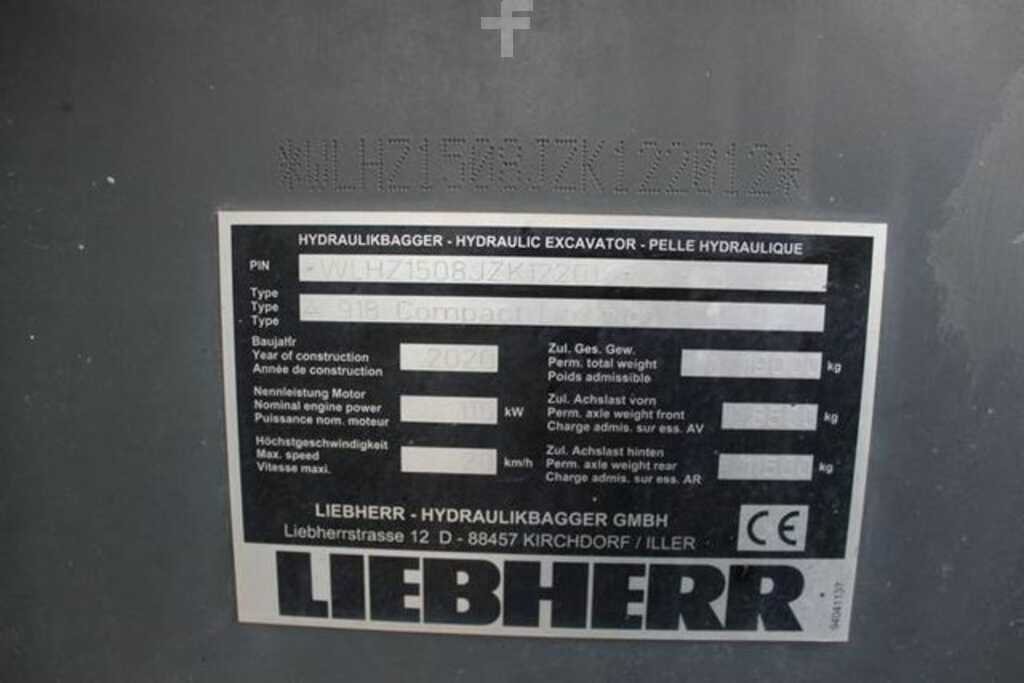 f
*WLHZ1508JZK122012*
HYDRAULIKBAGGER - HYDRAULIC EXCAVATOR - PELLE HYDRAULIQUE
PIN WLHZ1508JZK12201
Type
Type 918 Compact
Type
Baujahr
Year of construction 2020
Année de construction
Nennleistung Motor
Nominal engine power kW
Puissance nom. moteur
Höchstgeschwindigkeit
Max. speed 20 km/h
Vitesse maxi.
Zul. Ges. Gew.
Perm. total weight kg
Poids admissible
Zul. Achslast vorn
Perm. axle weight front kg
Charge admis. sur ess. AV
Zul. Achslast hinten
Perm. axle weight rear kg
Charge admis. sur ess. AR
LIEBHERR - HYDRAULIKBAGGER GMBH
Liebherrstrasse 12 D - 88457 KIRCHDORF / ILLER
CE
LIEBHERR
94041137